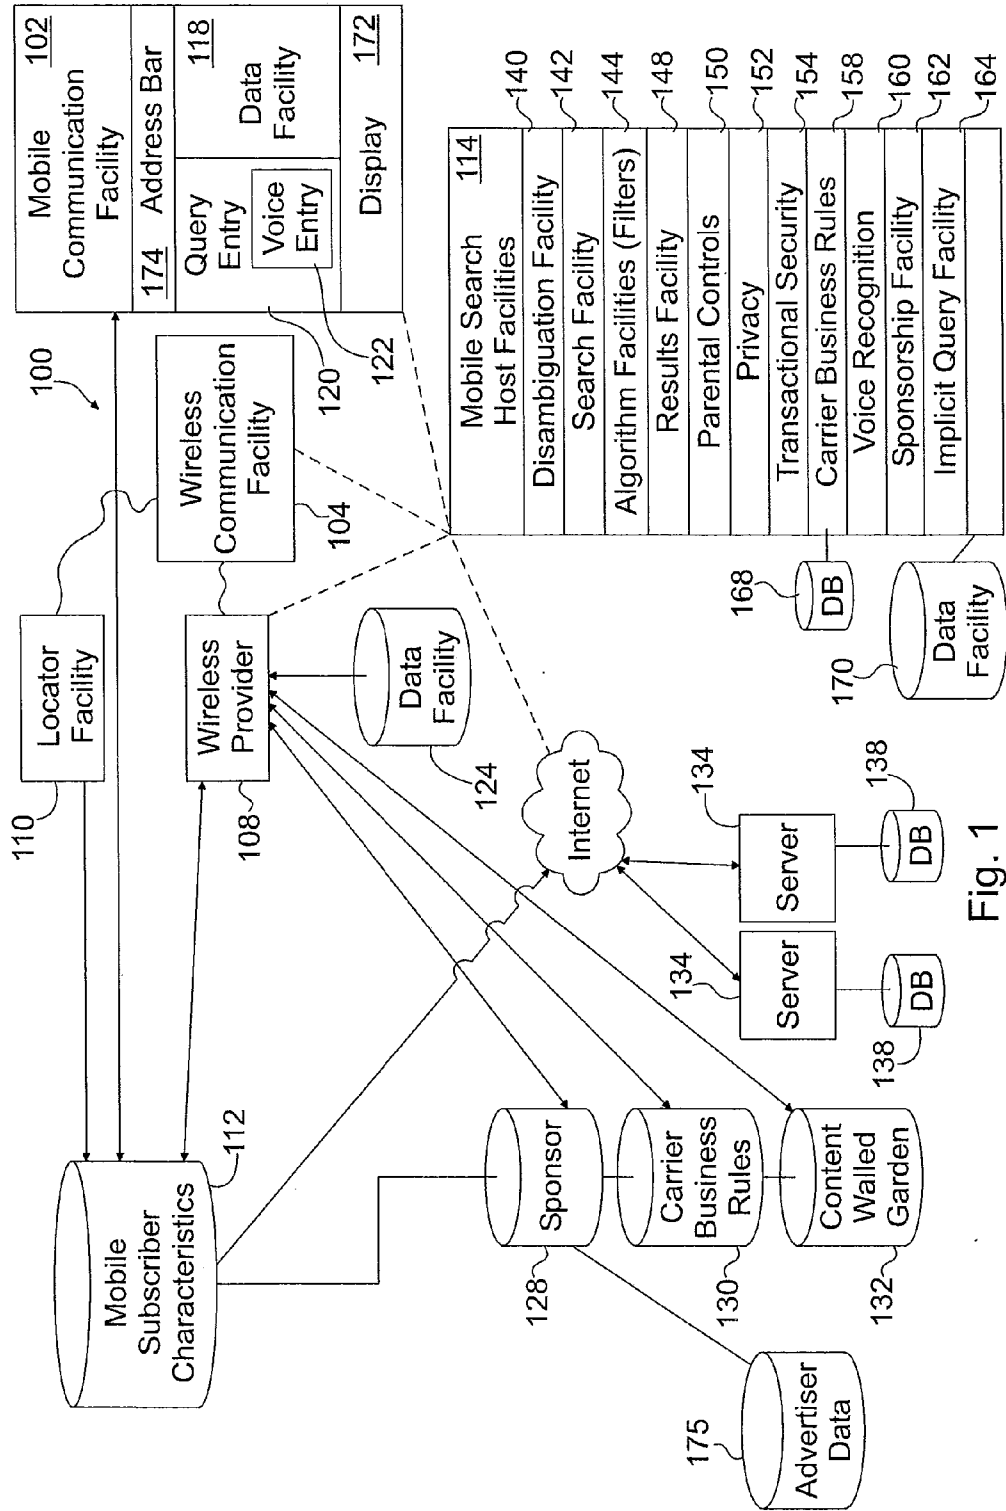 100
Mobile
Communication
Facility
102
174
Address Bar
Query
Entry
Voice
Entry
118
Data
Facility
Display
172
120
122
Locator
Facility
110
Wireless
Communication
Facility
104
Wireless
Provider
108
Data
Facility
124
Mobile
Subscriber
Characteristics
112
Internet
Sponsor
128
Carrier
Business
Rules
130
Content
Walled
Garden
132
Advertiser
Data
175
134
Server
DB
138
134
Server
DB
138
Mobile Search
Host Facilities
114
Disambiguation Facility
140
Search Facility
142
Algorithm Facilities (Filters)
144
Results Facility
148
Parental Controls
150
Privacy
152
Transactional Security
154
Carrier Business Rules
158
Voice Recognition
160
Sponsorship Facility
162
Implicit Query Facility
164
168
DB
170
Data
Facility
Fig. 1